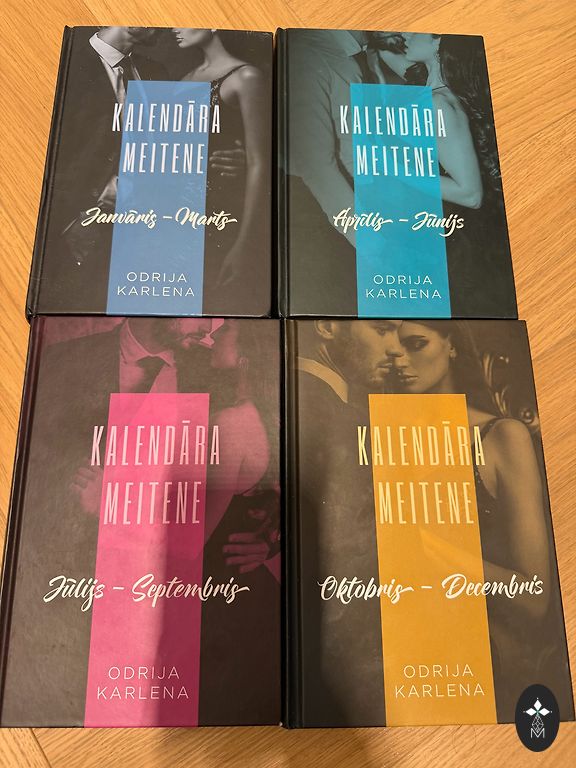 KALENDĀRA
MEITENE
Janvāris – Marts
ODRIJA
KARLENA
KALENDĀRA
MEITENE
Aprīlis – Jūnijs
ODRIJA
KARLENA
KALENDĀRA
MEITENE
Jūlijs – Septembris
ODRIJA
KARLENA
KALENDĀRA
MEITENE
Oktobris – Decembris
ODRIJA
KARLENA
M